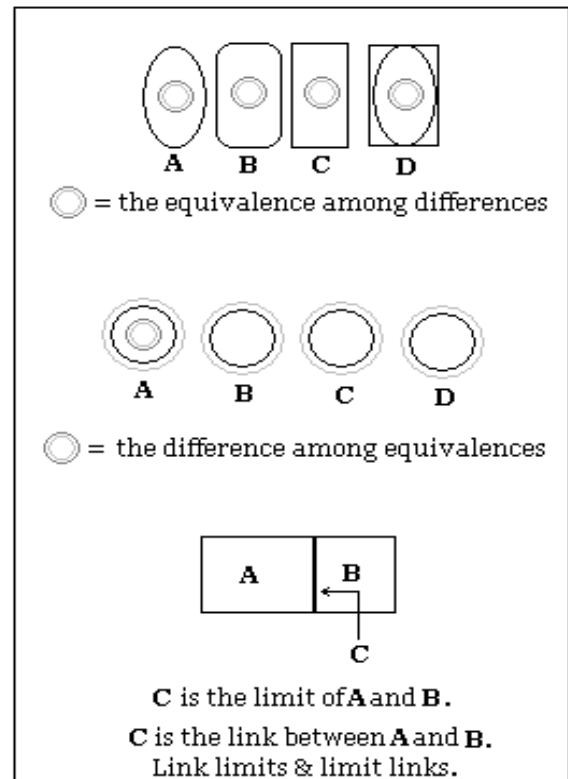 A B C D
= the equivalence among differences
A B C D
= the difference among equivalences
A B
C
C is the limit of A and B.
C is the link between A and B.
Link limits & limit links.